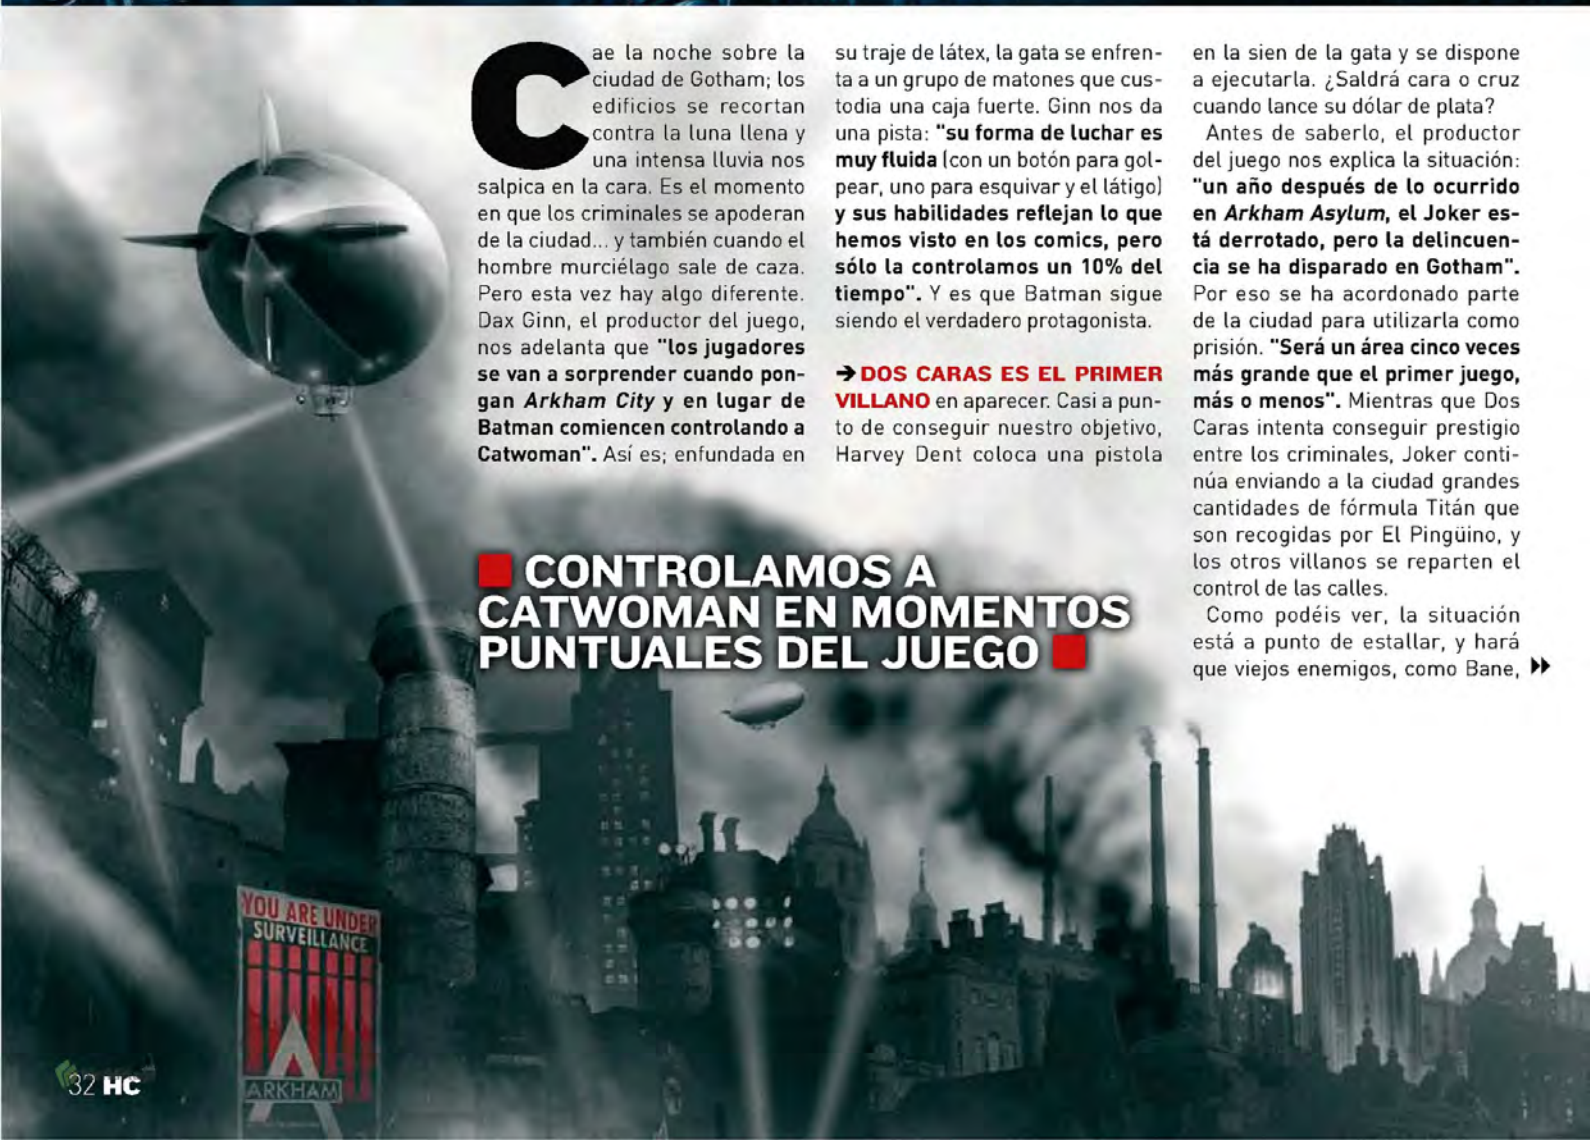 Cae la noche sobre la
ciudad de Gotham; los
edificios se recortan
contra la luna llena y
una intensa lluvia nos
salpica en la cara. Es el momento
en que los criminales se apoderan
de la ciudad... y también cuando el
hombre murciélago sale de caza.
Pero esta vez hay algo diferente.
Dax Ginn, el productor del juego,
nos adelanta que "los jugadores
se van a sorprender cuando pon-
gan Arkham City y en lugar de
Batman comiencen controlando a
Catwoman". Así es; enfundada en
su traje de látex, la gata se enfren-
ta a un grupo de matones que cus-
todia una caja fuerte. Ginn nos da
una pista: "su forma de luchar es
muy fluida (con un botón para gol-
pear, uno para esquivar y el látigo)
y sus habilidades reflejan lo que
hemos visto en los comics, pero
sólo la controlamos un 10% del
tiempo". Y es que Batman sigue
siendo el verdadero protagonista.
➔ DOS CARAS ES EL PRIMER
VILLANO en aparecer. Casi a pun-
to de conseguir nuestro objetivo,
Harvey Dent coloca una pistola
en la sien de la gata y se dispone
a ejecutarla. ¿Saldrá cara o cruz
cuando lance su dólar de plata?
Antes de saberlo, el productor
del juego nos explica la situación:
"un año después de lo ocurrido
en Arkham Asylum, el Joker es-
tá derrotado, pero la delincuen-
cia se ha disparado en Gotham".
Por eso se ha acordonado parte
de la ciudad para utilizarla como
prisión. "Será un área cinco veces
más grande que el primer juego,
más o menos". Mientras que Dos
Caras intenta conseguir prestigio
entre los criminales, Joker conti-
núa enviando a la ciudad grandes
cantidades de fórmula Titán que
son recogidas por El Pingüino, y
los otros villanos se reparten el
control de las calles.
Como podéis ver, la situación
está a punto de estallar, y hará
que viejos enemigos, como Bane,
CONTROLAMOS A
CATWOMAN EN MOMENTOS
PUNTUALES DEL JUEGO
YOU ARE UNDER
SURVEILLANCE
ARKHAM
32 HC